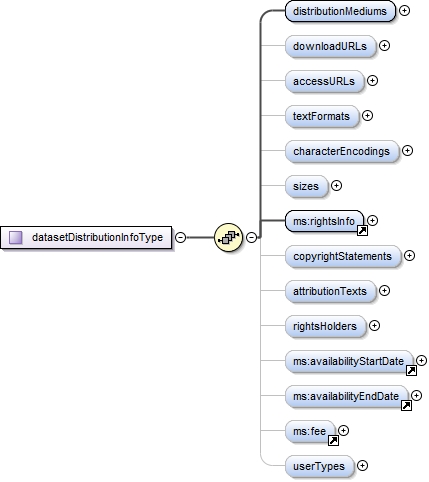 distributionMediums
downloadURLs
accessURLs
textFormats
characterEncodings
sizes
ms:rightsInfo
datasetDistributionInfoType
copyrightStatements
attributionTexts
rightsHolders
ms:availabilityStartDate
ms:availabilityEndDate
ms:fee
userTypes